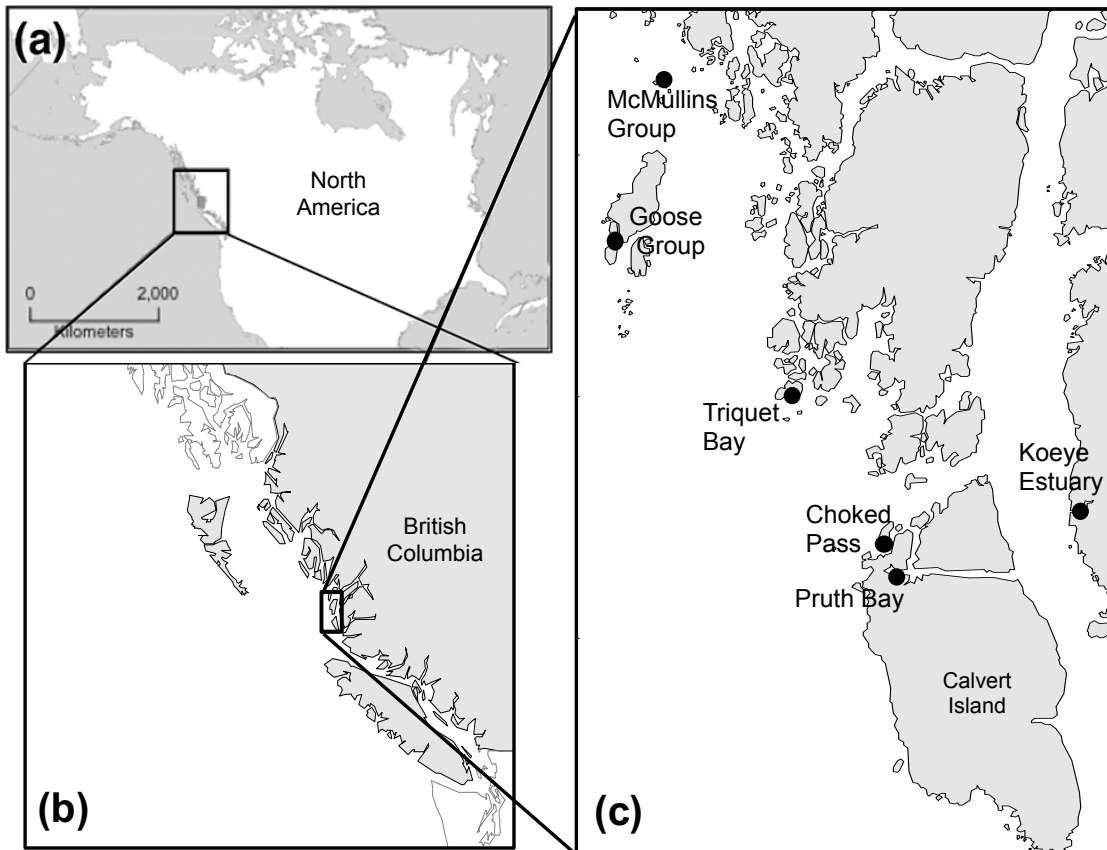 (a)
North
America
0
2,000
Kilometers
(b)
British
Columbia
(c)
McMullins
Group
Goose
Group
Triquet
Bay
Koeye
Estuary
Choked
Pass
Pruth Bay
Calvert
Island